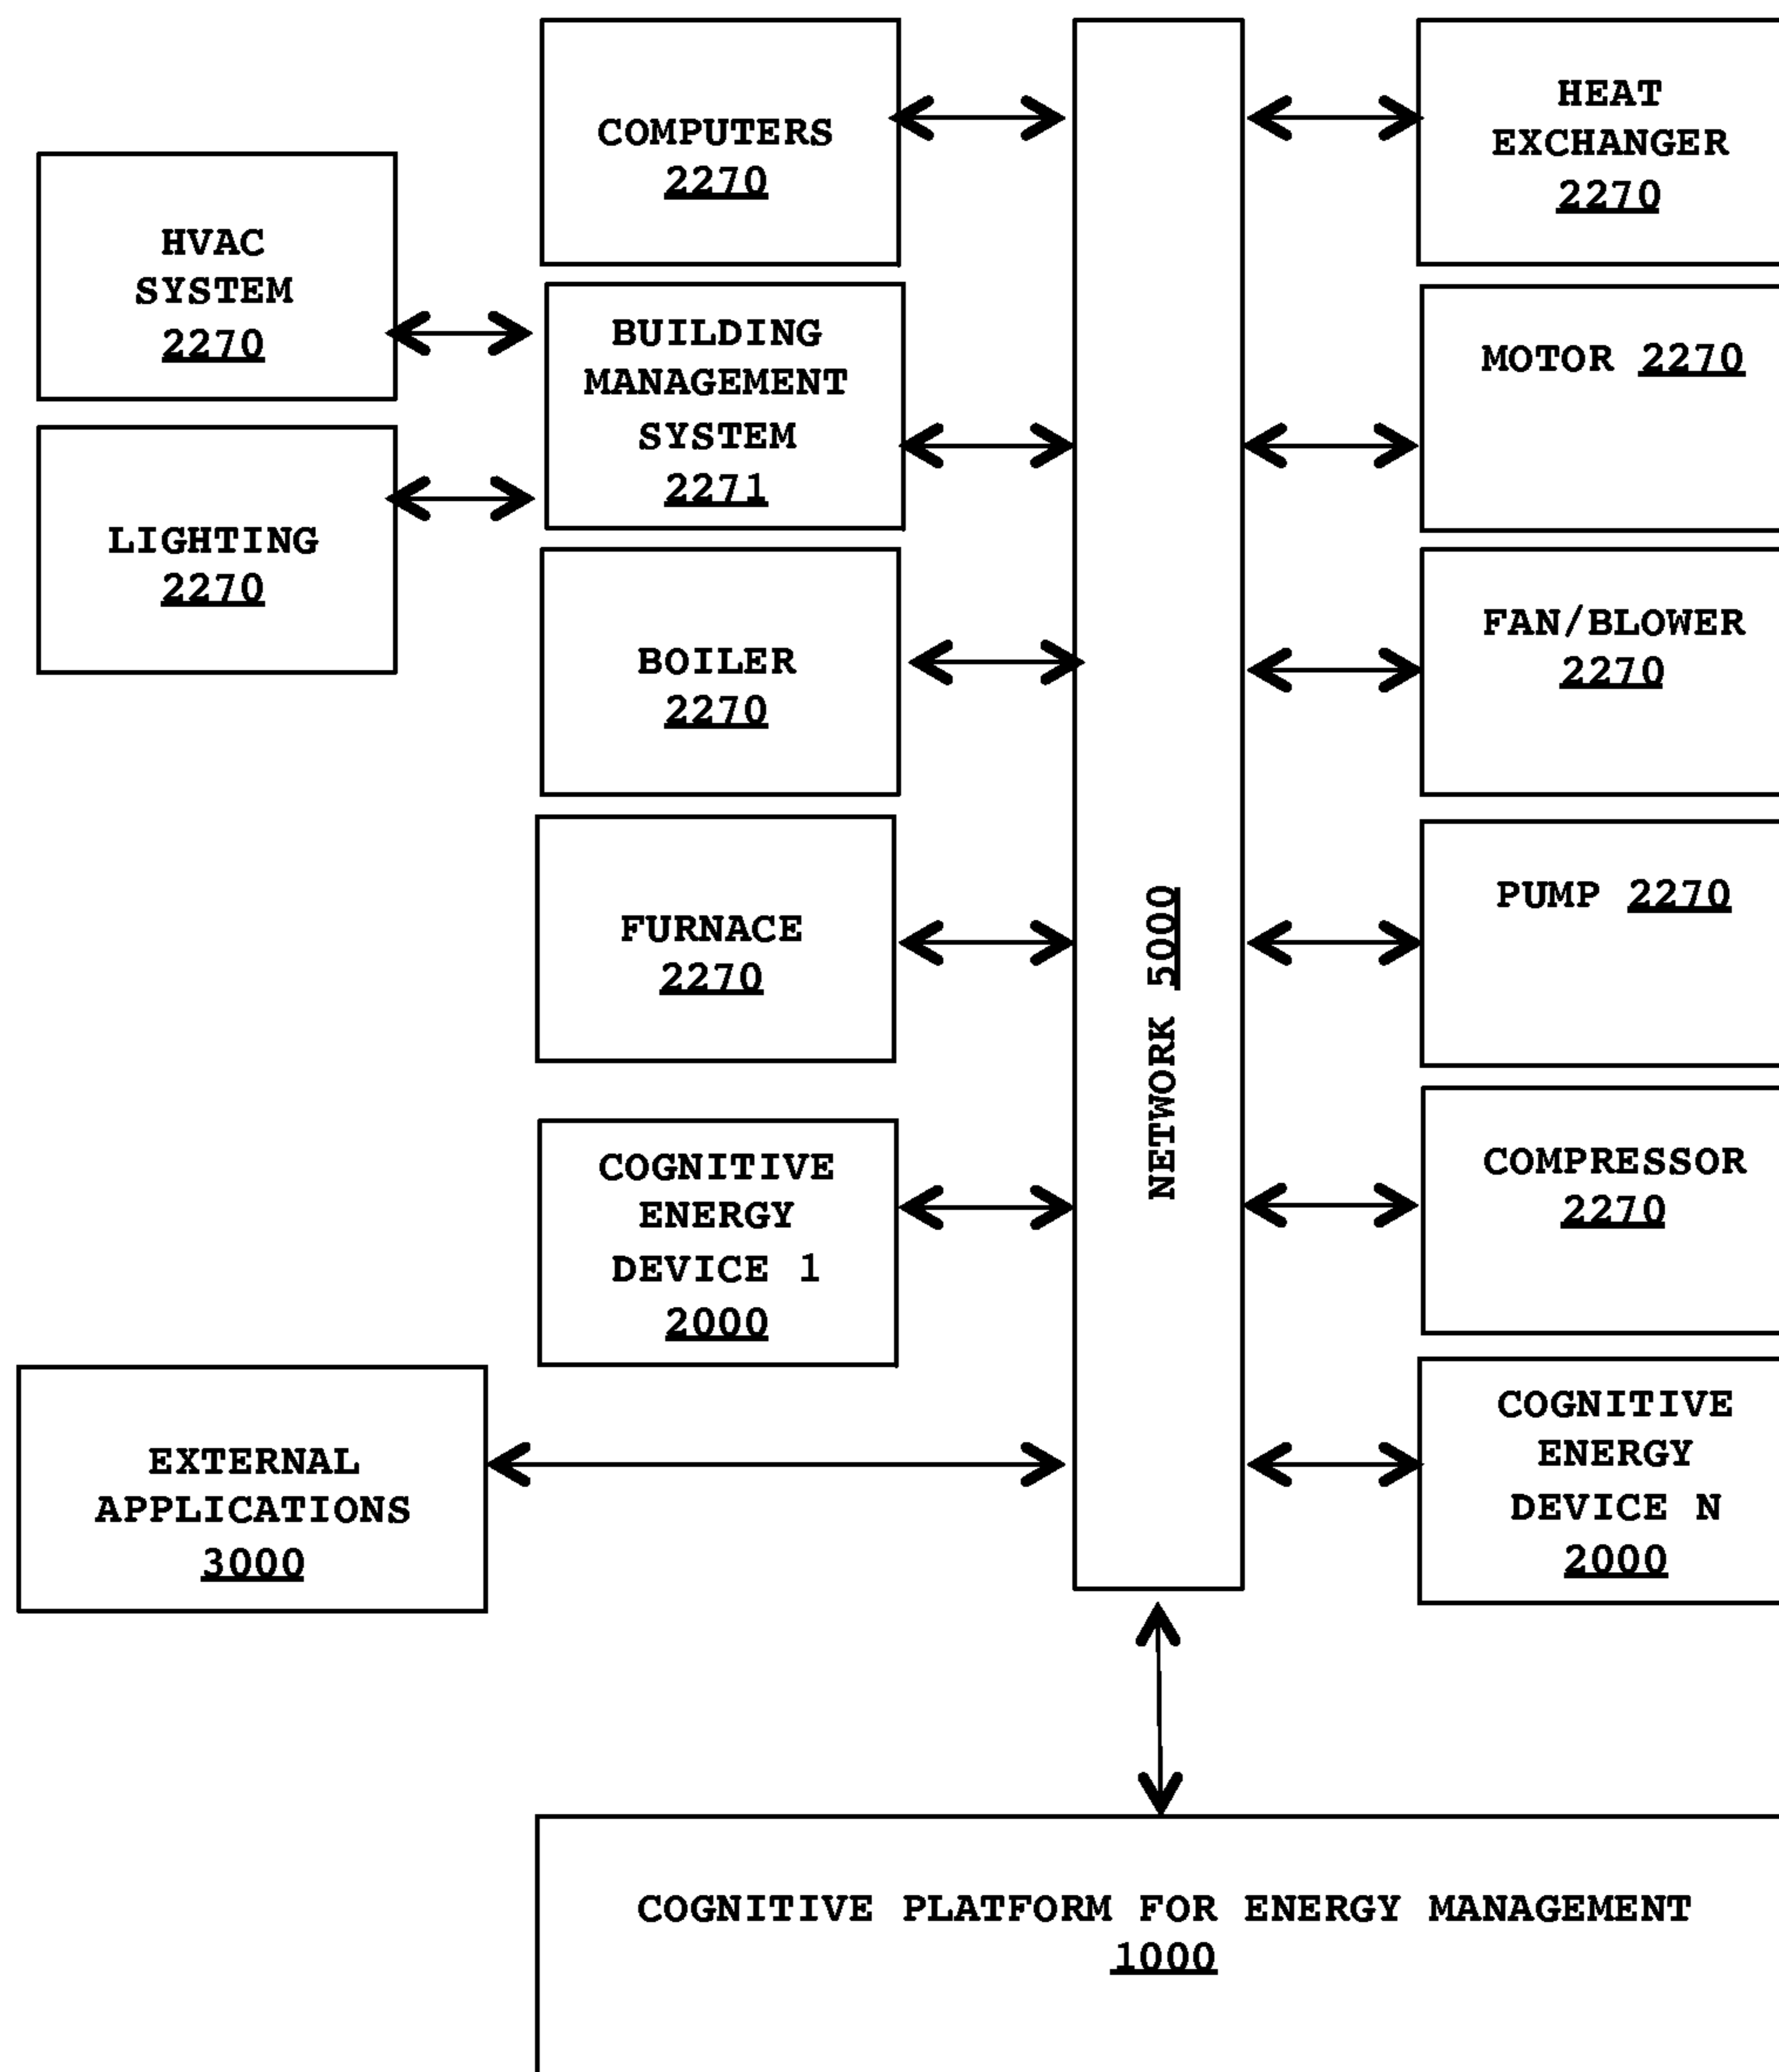 COMPUTERS
2270
HVAC
SYSTEM
2270
BUILDING
MANAGEMENT
SYSTEM
2271
LIGHTING
2270
BOILER
2270
FURNACE
2270
COGNITIVE
ENERGY
DEVICE 1
2000
EXTERNAL
APPLICATIONS
3000
NETWORK 5000
HEAT
EXCHANGER
2270
MOTOR 2270
FAN/BLOWER
2270
PUMP 2270
COMPRESSOR
2270
COGNITIVE
ENERGY
DEVICE N
2000
COGNITIVE PLATFORM FOR ENERGY MANAGEMENT
1000